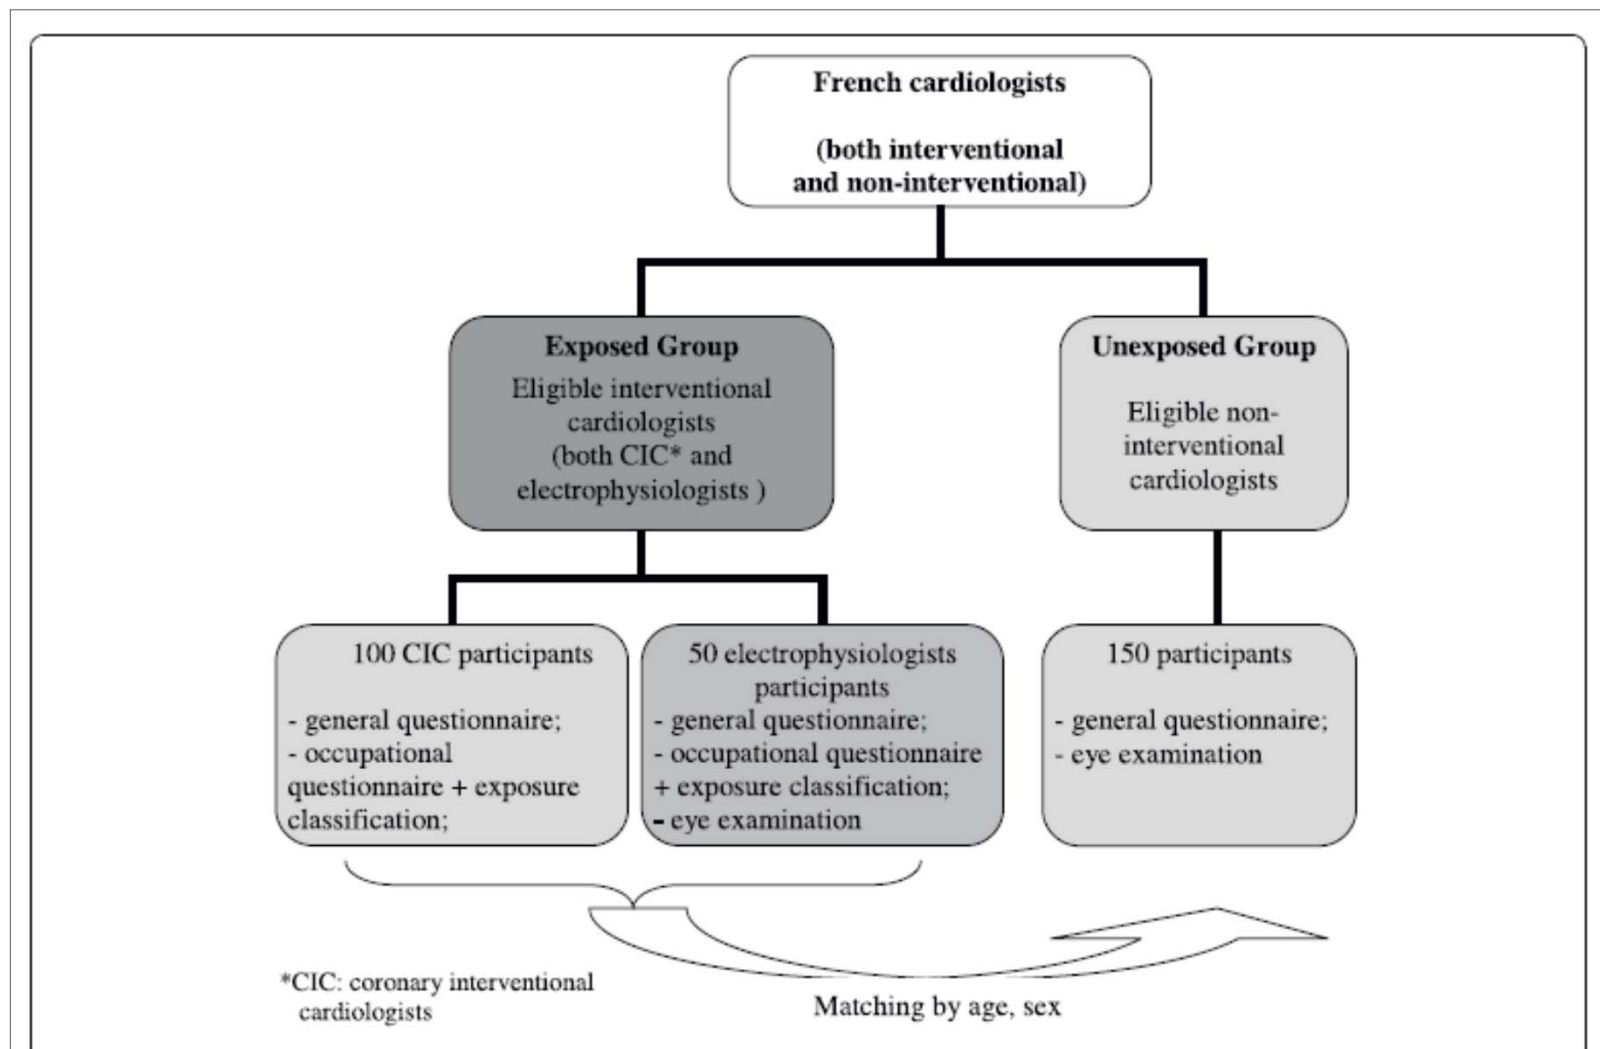 French cardiologists
(both interventional
and non-interventional)
Exposed Group
Eligible interventional
cardiologists
(both CIC* and
electrophysiologists )
Unexposed Group
Eligible non-
interventional
cardiologists
100 CIC participants
- general questionnaire;
- occupational
questionnaire + exposure
classification;
50 electrophysiologists
participants
- general questionnaire;
- occupational questionnaire
+ exposure classification;
- eye examination
150 participants
- general questionnaire;
- eye examination
*CIC: coronary interventional
cardiologists
Matching by age, sex